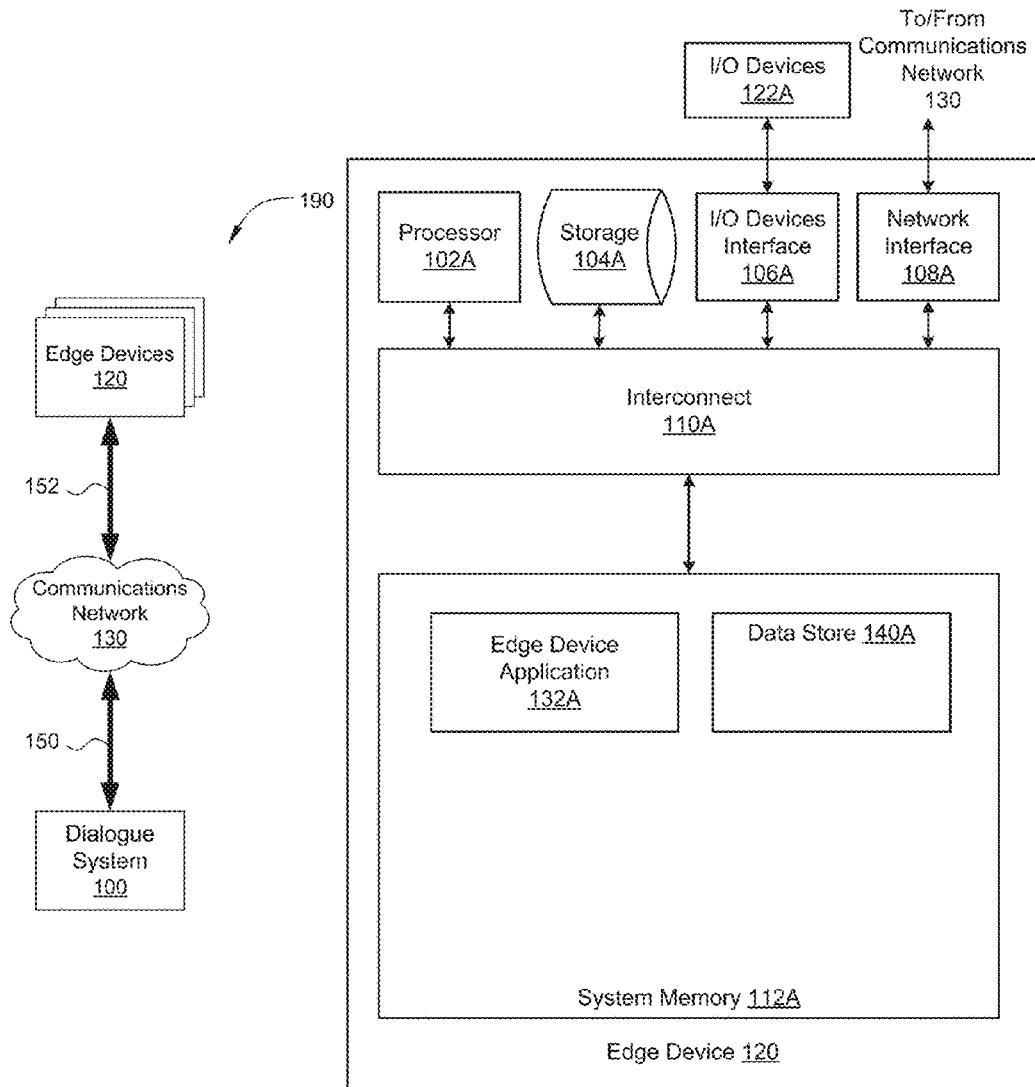 To/From
Communications
Network
130
I/O Devices
122A
190
Processor
102A
Storage
104A
I/O Devices
Interface
106A
Network
Interface
108A
Edge Devices
120
Interconnect
110A
152
Communications
Network
130
Edge Device
Application
132A
Data Store 140A
150
Dialogue
System
100
System Memory 112A
Edge Device 120